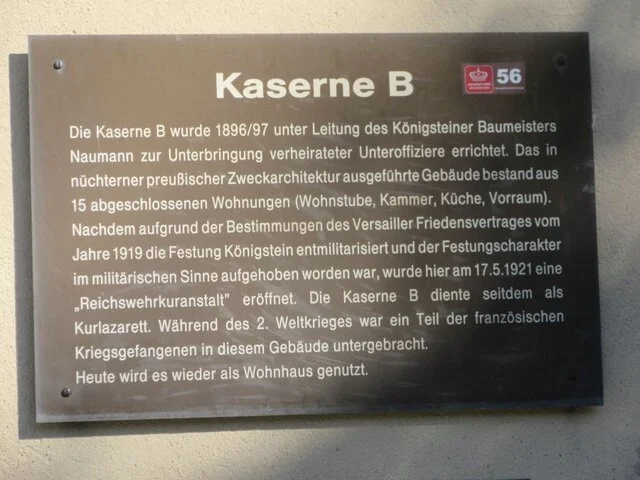 Kaserne B
56
Die Kaserne B wurde 1896/97 unter Leitung des Königsteiner Baumeisters
Naumann zur Unterbringung verheirateter Unteroffiziere errichtet. Das in
nüchterner preußischer Zweckarchitektur ausgeführte Gebäude bestand aus
15 abgeschlossenen Wohnungen (Wohnstube, Kammer, Küche, Vorraum).
Nachdem aufgrund der Bestimmungen des Versailler Friedensvertrages vom
Jahre 1919 die Festung Königstein entmilitarisiert und der Festungscharakter
im militärischen Sinne aufgehoben worden war, wurde hier am 17.5.1921 eine
„Reichswehrkuranstalt" eröffnet. Die Kaserne B diente seitdem als
Kurlazarett. Während des 2. Weltkrieges war ein Teil der französischen
Kriegsgefangenen in diesem Gebäude untergebracht.
Heute wird es wieder als Wohnhaus genutzt.